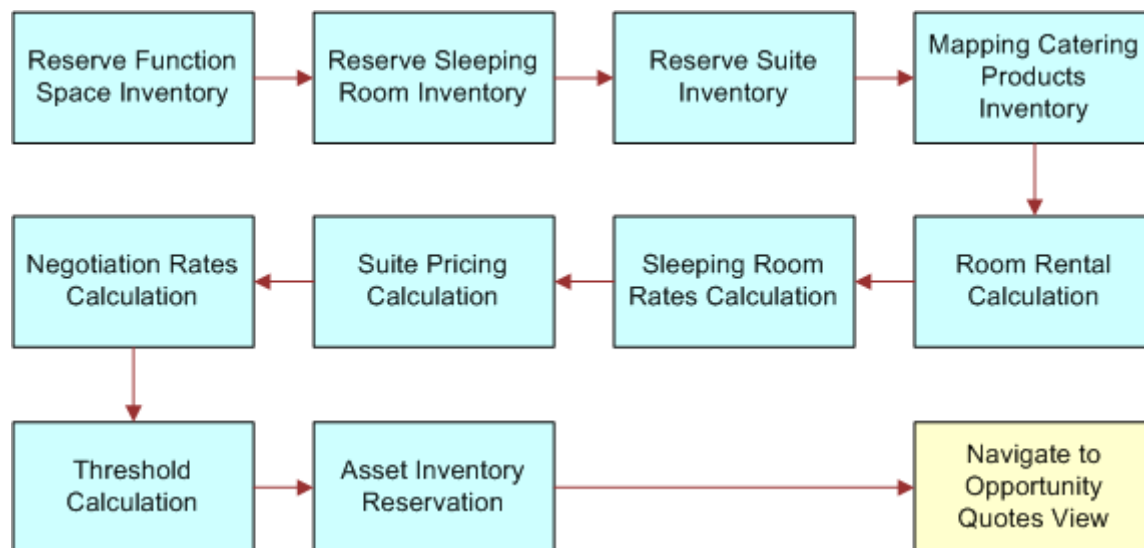 Reserve Function
Space Inventory
Reserve Sleeping
Room Inventory
Reserve Suite
Inventory
Mapping Catering
Products
Inventory
Negotiation Rates
Calculation
Suite Pricing
Calculation
Sleeping Room
Rates Calculation
Room Rental
Calculation
Threshold
Calculation
Asset Inventory
Reservation
Navigate to
Opportunity
Quotes View